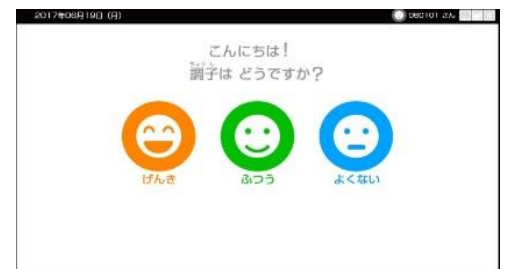 2017年06月19日 (月)
080101 さん
こんにちは!
ちょうし
調子は どうですか?
げんき
ふつう
よくない